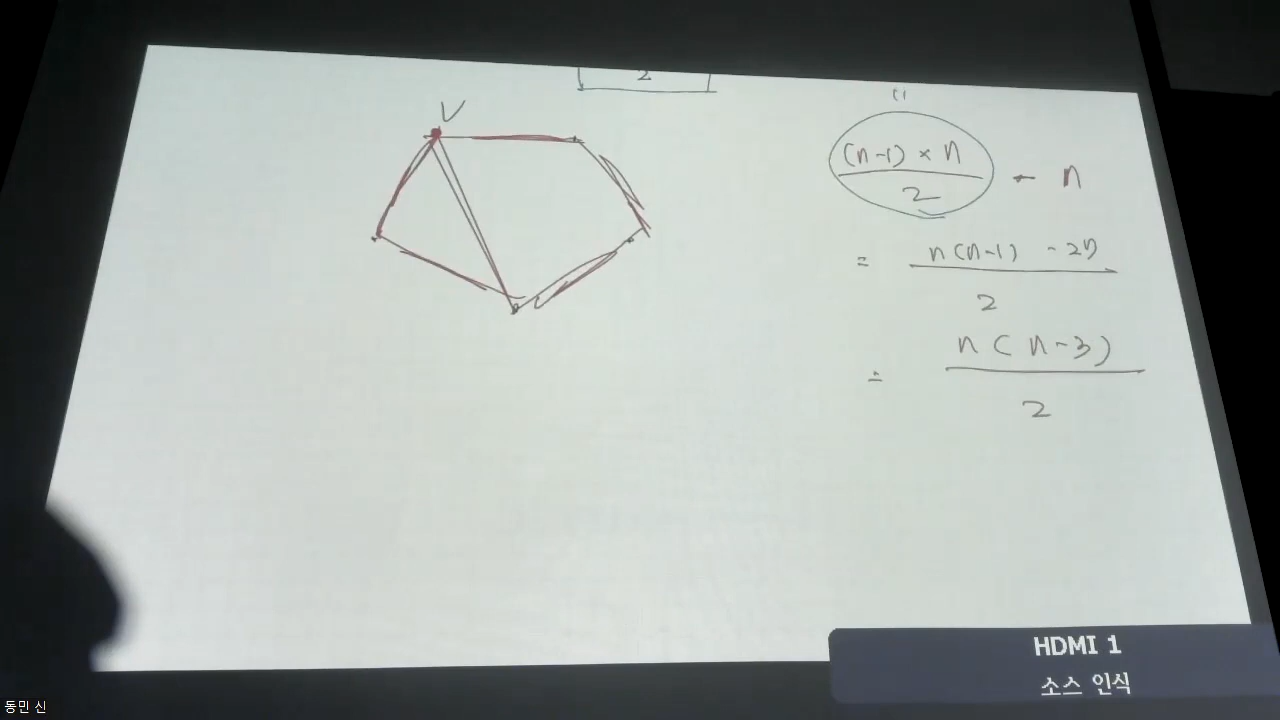 2
V
(n-1) × n / 2 - n
= n(n-1) - 2n / 2
= n(n-3) / 2
HDMI 1
소스 인식
동민 신